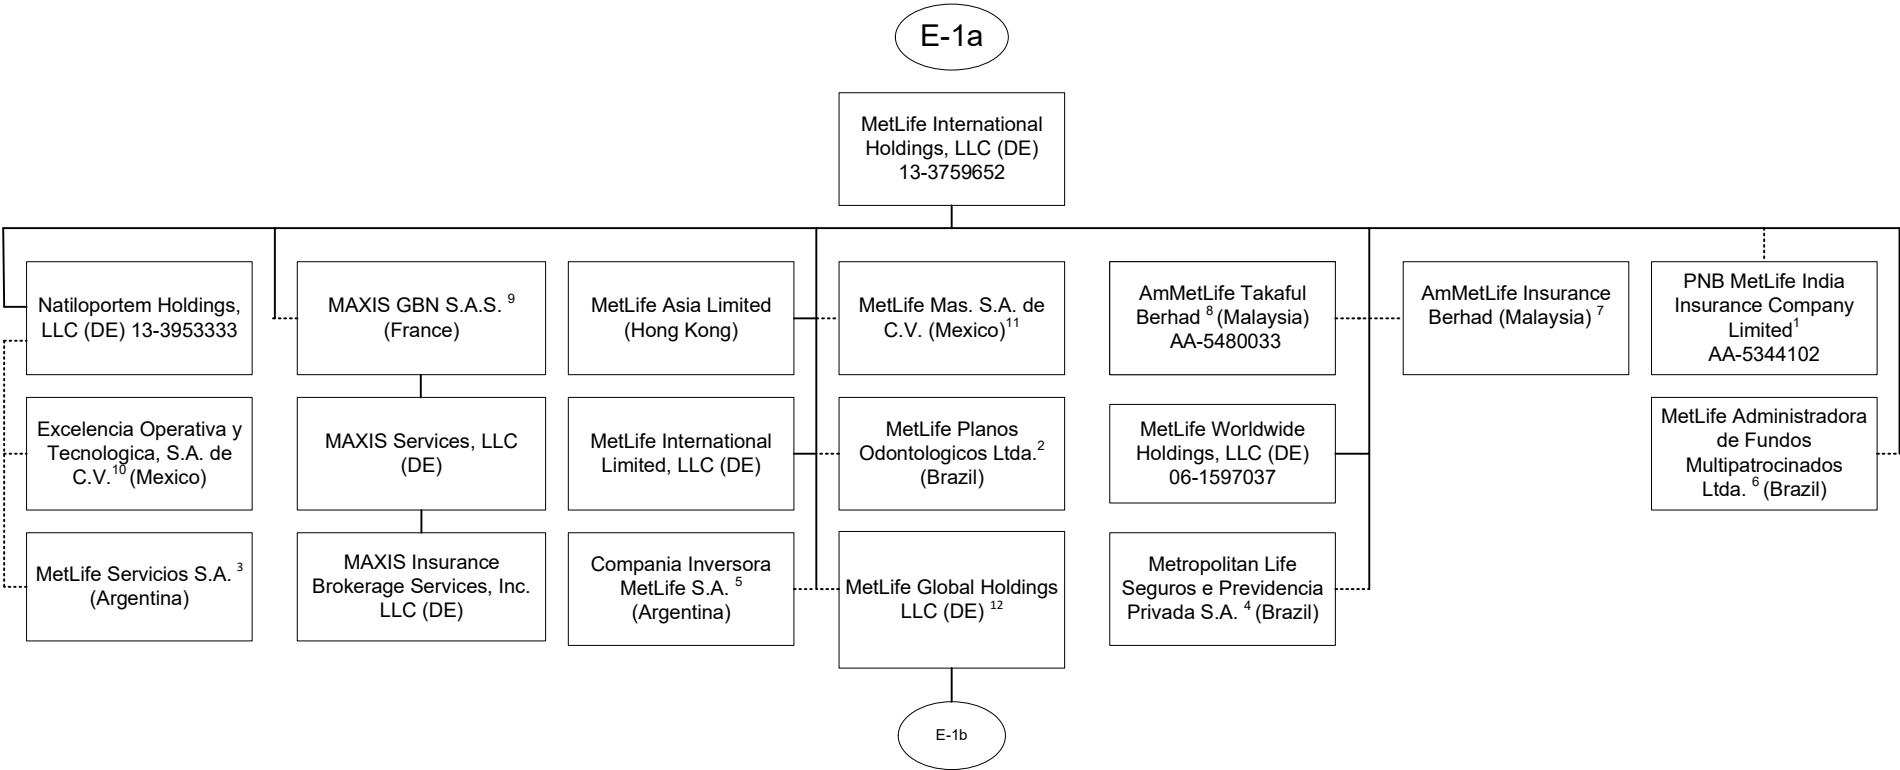 E-1a
MetLife International
Holdings, LLC (DE)
13-3759652
Natiloportem Holdings,
LLC (DE) 13-3953333
MAXIS GBN S.A.S. 9
(France)
MetLife Asia Limited
(Hong Kong)
MetLife Mas. S.A. de
C.V. (Mexico)11
AmMetLife Takaful
Berhad 8 (Malaysia)
AA-5480033
AmMetLife Insurance
Berhad (Malaysia) 7
PNB MetLife India
Insurance Company
Limited1
AA-5344102
Excelencia Operativa y
Tecnologica, S.A. de
C.V.10 (Mexico)
MAXIS Services, LLC
(DE)
MetLife International
Limited, LLC (DE)
MetLife Planos
Odontologicos Ltda.2
(Brazil)
MetLife Worldwide
Holdings, LLC (DE)
06-1597037
MetLife Administradora
de Fundos
Multipatrocinados
Ltda. 6 (Brazil)
MetLife Servicios S.A. 3
(Argentina)
MAXIS Insurance
Brokerage Services, Inc.
LLC (DE)
Compania Inversora
MetLife S.A. 5
(Argentina)
MetLife Global Holdings
LLC (DE) 12
Metropolitan Life
Seguros e Previdencia
Privada S.A. 4 (Brazil)
E-1b